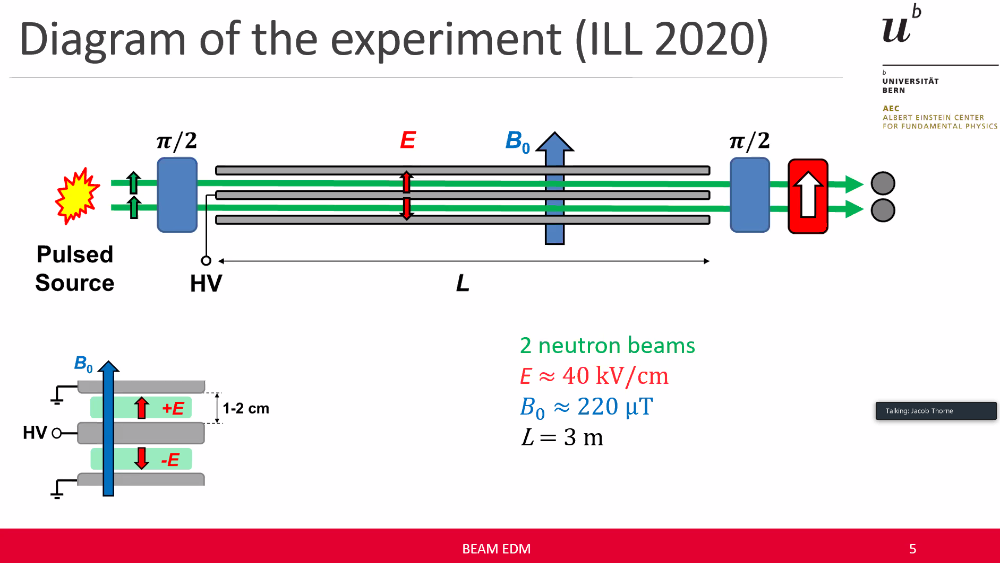 Diagram of the experiment (ILL 2020)
u^b
b
UNIVERSITÄT
BERN
AEC
ALBERT EINSTEIN CENTER
FOR FUNDAMENTAL PHYSICS
π/2
E
B₀
π/2
Pulsed
Source
HV
L
B₀
+E
1-2 cm
HV
-E
2 neutron beams
E ≈ 40 kV/cm
B₀ ≈ 220 µT
L = 3 m
Talking: Jacob Thorne
BEAM EDM
5